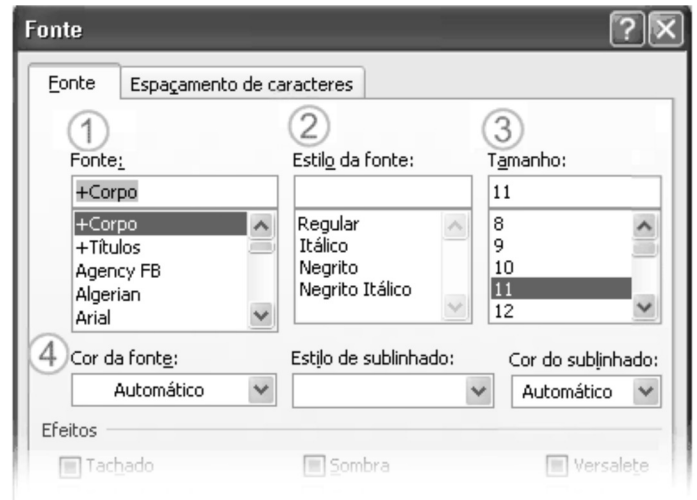 Fonte
Fonte Espaçamento de caracteres
1 2 3
Fonte: Estilo da fonte: Tamanho:
+Corpo 11
+Corpo Regular 8
+Títulos Itálico 9
Agency FB Negrito 10
Algerian Negrito Itálico 11
Arial 12
4 Cor da fonte: Estilo de sublinhado: Cor do sublinhado:
Automático Automático
Efeitos
Tachado Sombra Versalete